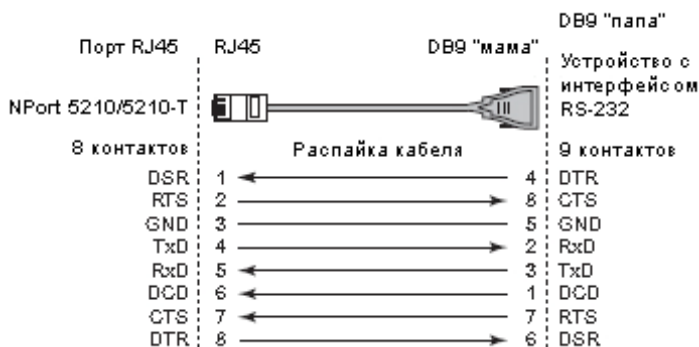 DB9 "папа"
Порт RJ45 RJ45 DB9 "мама"
Устройство с
интерфейсом
NPort 5210/5210-T RS-232
8 контактов Распайка кабеля 9 контактов
DSR 1 4 DTR
RTS 2 8 CTS
GND 3 5 GND
TxD 4 2 RxD
RxD 5 3 TxD
DCD 6 1 DCD
CTS 7 7 RTS
DTR 8 6 DSR